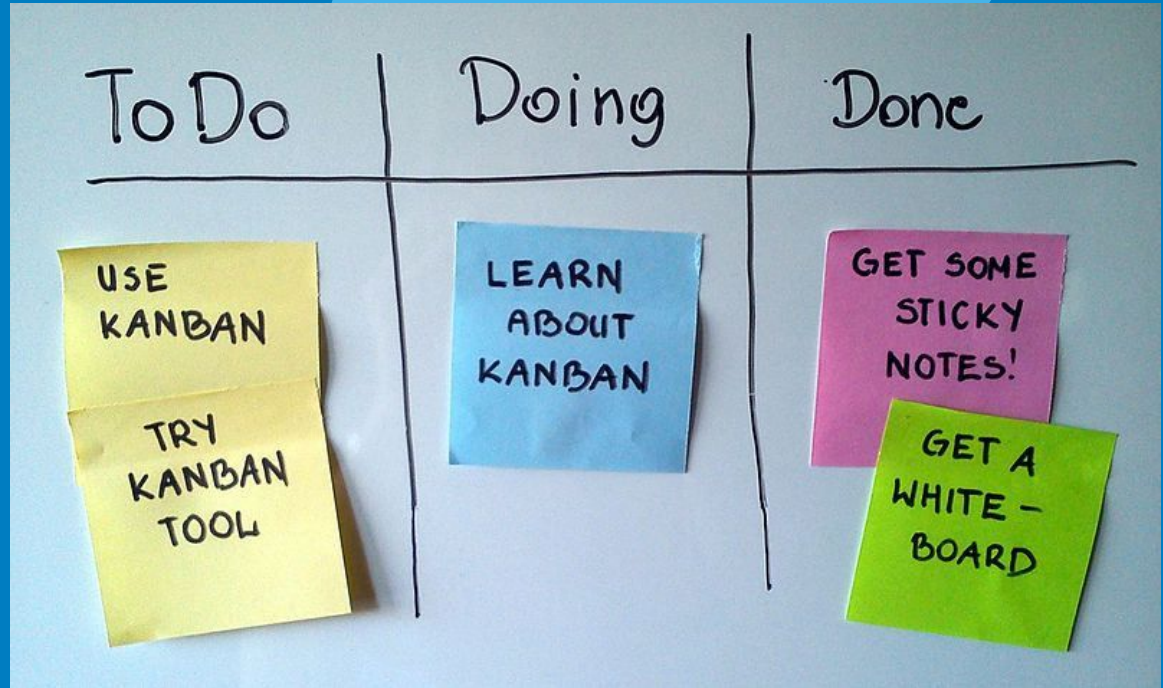 To Do
Doing
Done
USE
KANBAN
TRY
KANBAN
TOOL
LEARN
ABOUT
KANBAN
GET SOME
STICKY
NOTES!
GET A
WHITE -
BOARD